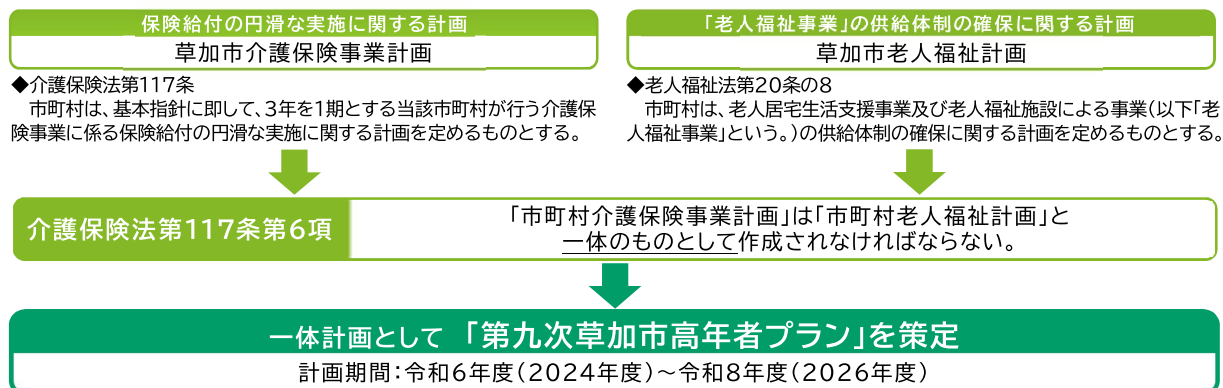 保険給付の円滑な実施に関する計画
草加市介護保険事業計画
◆介護保険法第117条
市町村は、基本指針に即して、3年を1期とする当該市町村が行う介護保
険事業に係る保険給付の円滑な実施に関する計画を定めるものとする。
「老人福祉事業」の供給体制の確保に関する計画
草加市老人福祉計画
◆老人福祉法第20条の8
市町村は、老人居宅生活支援事業及び老人福祉施設による事業(以下「老
人福祉事業」という。)の供給体制の確保に関する計画を定めるものとする。
介護保険法第117条第6項
「市町村介護保険事業計画」は「市町村老人福祉計画」と
一体のものとして作成されなければならない。
一体計画として 「第九次草加市高年者プラン」を策定
計画期間:令和6年度(2024年度)~令和8年度(2026年度)